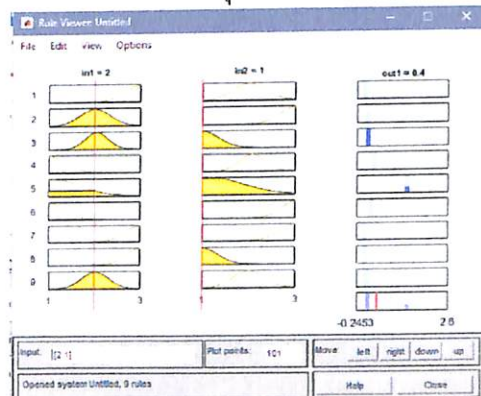 Rule Viewer: Untitled
File Edit View Options
in1 = 2
in2 = 1
out1 = 0.4
1
2
3
4
5
6
7
8
9
1 3
1 3
-0.2453 2.6
Input: [2 1]
Plot points: 101
Move: left right down up
Opened system Untitled, 9 rules
Help Close